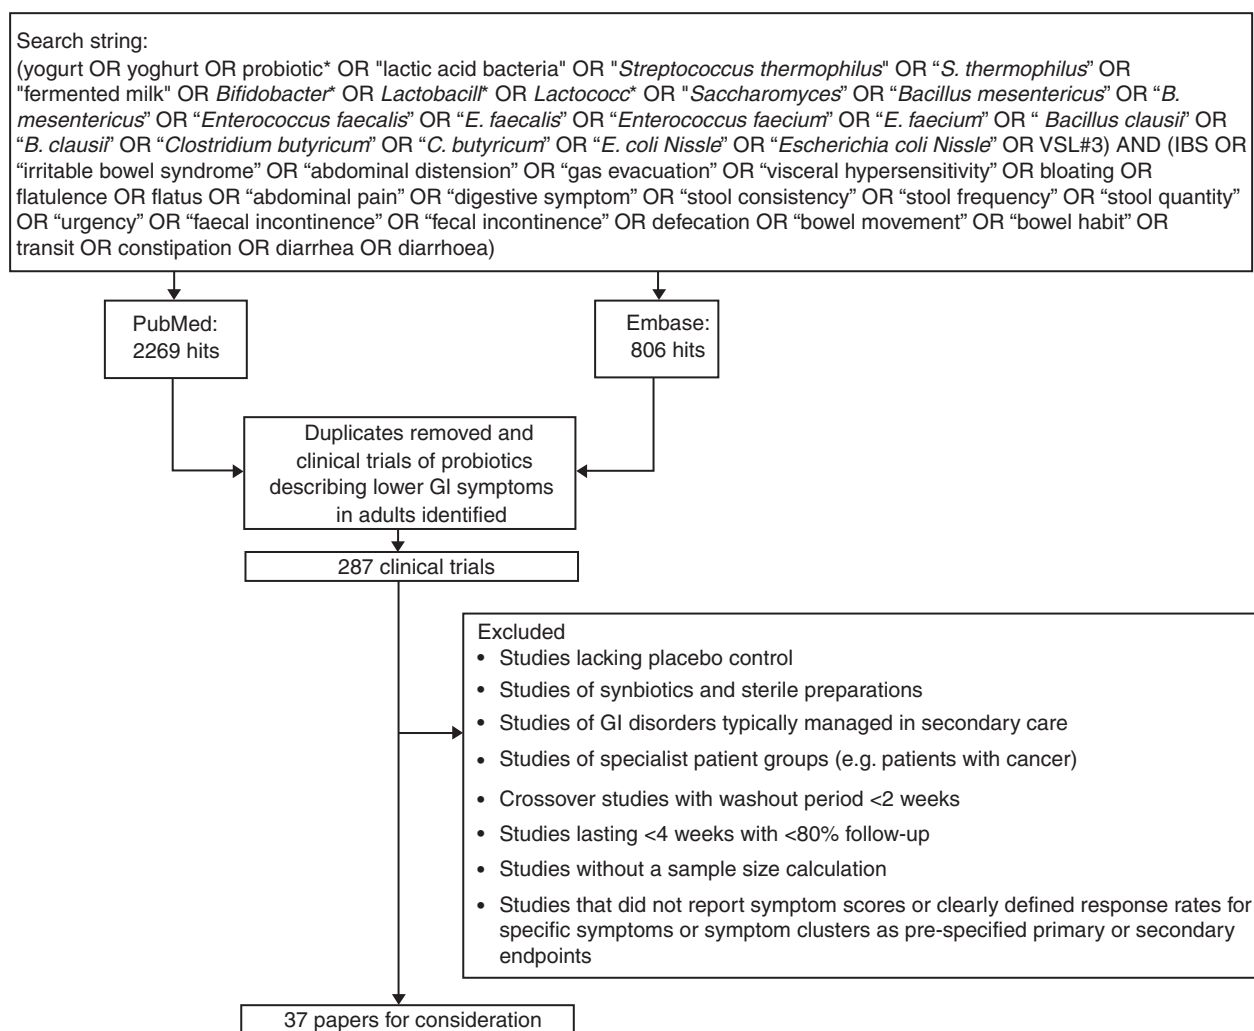 Search string:
(yogurt OR yoghurt OR probiotic* OR "lactic acid bacteria" OR "Streptococcus thermophilus" OR “S. thermophilus” OR
"fermented milk" OR Bifidobacter* OR Lactobacill* OR Lactococc* OR "Saccharomyces” OR “Bacillus mesentericus” OR “B.
mesentericus” OR “Enterococcus faecalis” OR “E. faecalis” OR “Enterococcus faecium” OR “E. faecium” OR “ Bacillus clausii” OR
“B. clausii” OR “Clostridium butyricum” OR “C. butyricum” OR “E. coli Nissle” OR “Escherichia coli Nissle” OR VSL#3) AND (IBS OR
“irritable bowel syndrome” OR “abdominal distension” OR “gas evacuation” OR “visceral hypersensitivity” OR bloating OR
flatulence OR flatus OR “abdominal pain” OR “digestive symptom” OR “stool consistency” OR “stool frequency” OR “stool quantity”
OR “urgency” OR “faecal incontinence” OR “fecal incontinence” OR defecation OR “bowel movement” OR “bowel habit” OR
transit OR constipation OR diarrhea OR diarrhoea)
PubMed:
2269 hits
Embase:
806 hits
Duplicates removed and
clinical trials of probiotics
describing lower GI symptoms
in adults identified
287 clinical trials
Excluded
• Studies lacking placebo control
• Studies of synbiotics and sterile preparations
• Studies of GI disorders typically managed in secondary care
• Studies of specialist patient groups (e.g. patients with cancer)
• Crossover studies with washout period <2 weeks
• Studies lasting <4 weeks with <80% follow-up
• Studies without a sample size calculation
• Studies that did not report symptom scores or clearly defined response rates for
specific symptoms or symptom clusters as pre-specified primary or secondary
endpoints
37 papers for consideration